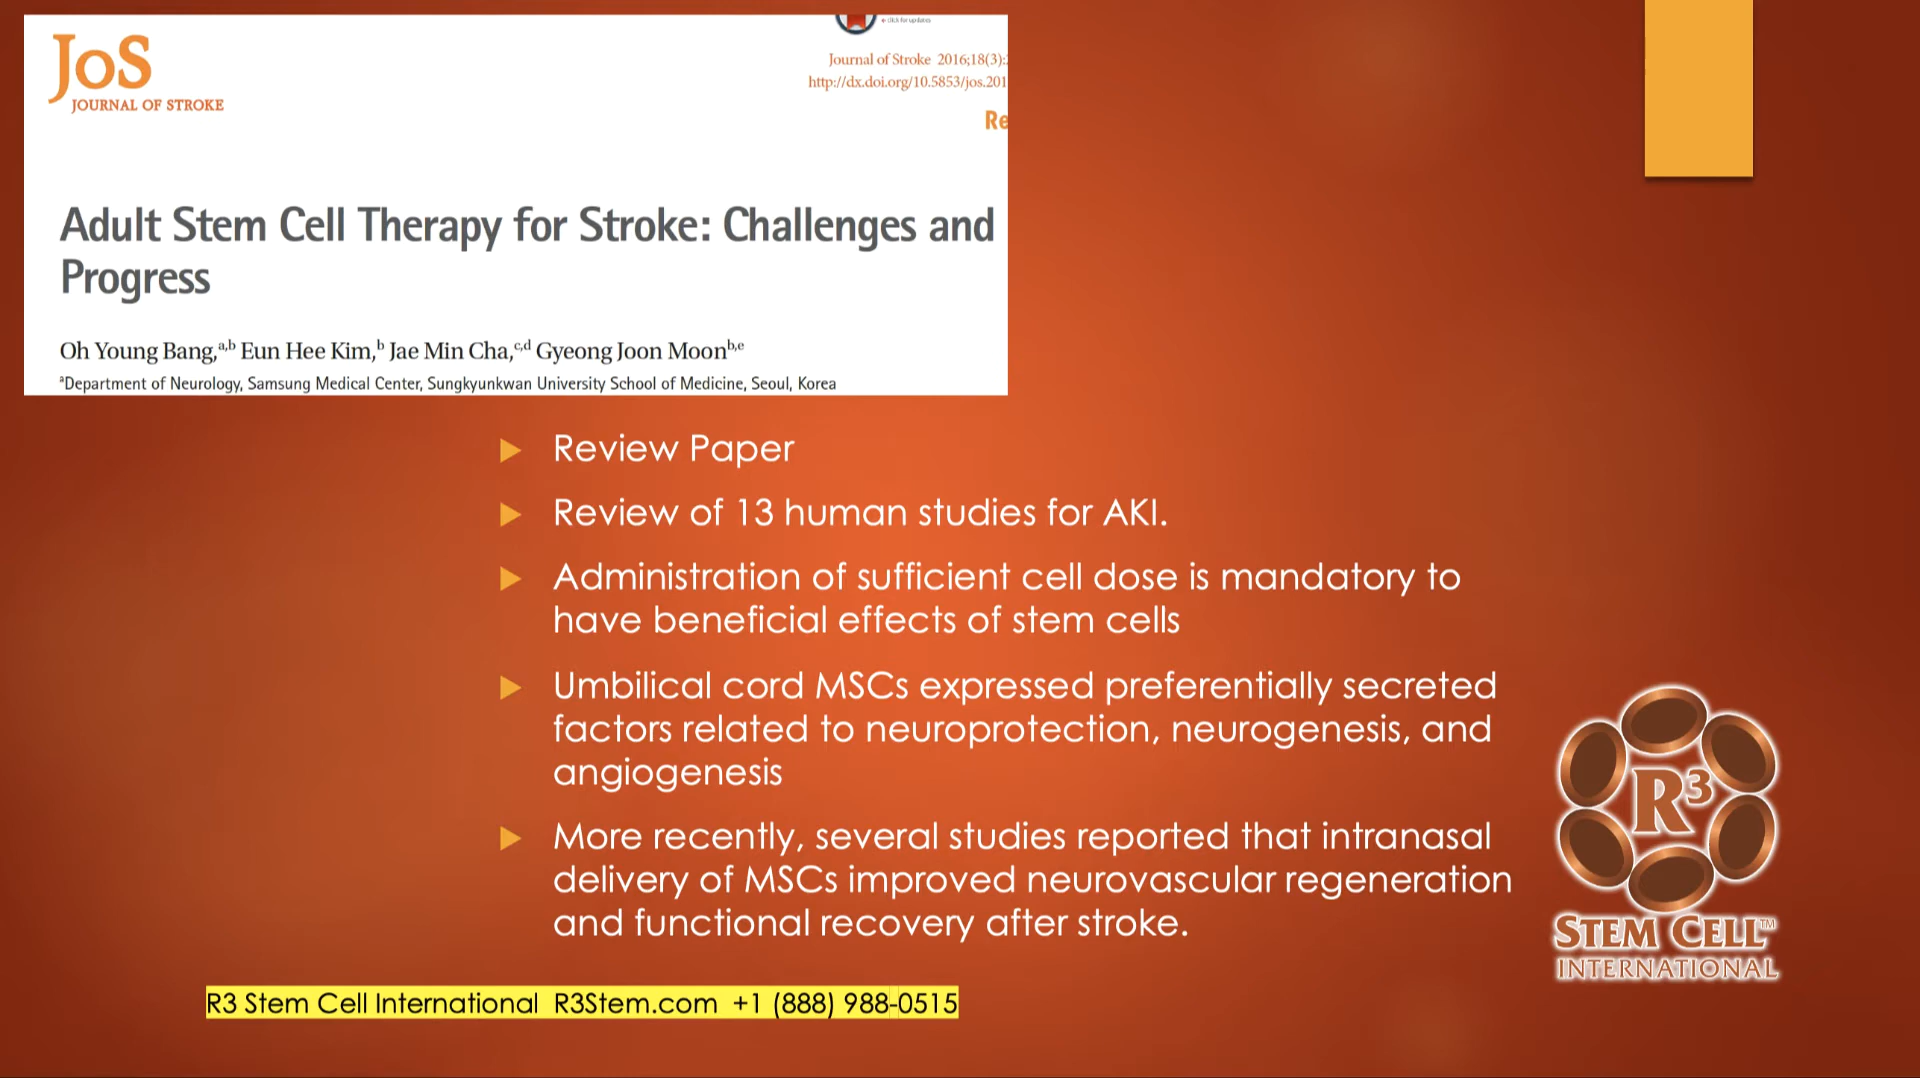 click for updates
JoS
JOURNAL OF STROKE
Journal of Stroke 2016;18(3):
http://dx.doi.org/10.5853/jos.201
Re
Adult Stem Cell Therapy for Stroke: Challenges and
Progress
Oh Young Bang,a,b Eun Hee Kim,b Jae Min Cha,c,d Gyeong Joon Moonb,e
aDepartment of Neurology, Samsung Medical Center, Sungkyunkwan University School of Medicine, Seoul, Korea
Review Paper
Review of 13 human studies for AKI.
Administration of sufficient cell dose is mandatory to
have beneficial effects of stem cells
Umbilical cord MSCs expressed preferentially secreted
factors related to neuroprotection, neurogenesis, and
angiogenesis
More recently, several studies reported that intranasal
delivery of MSCs improved neurovascular regeneration
and functional recovery after stroke.
R3
STEM CELL™
INTERNATIONAL
R3 Stem Cell International R3Stem.com +1 (888) 988-0515